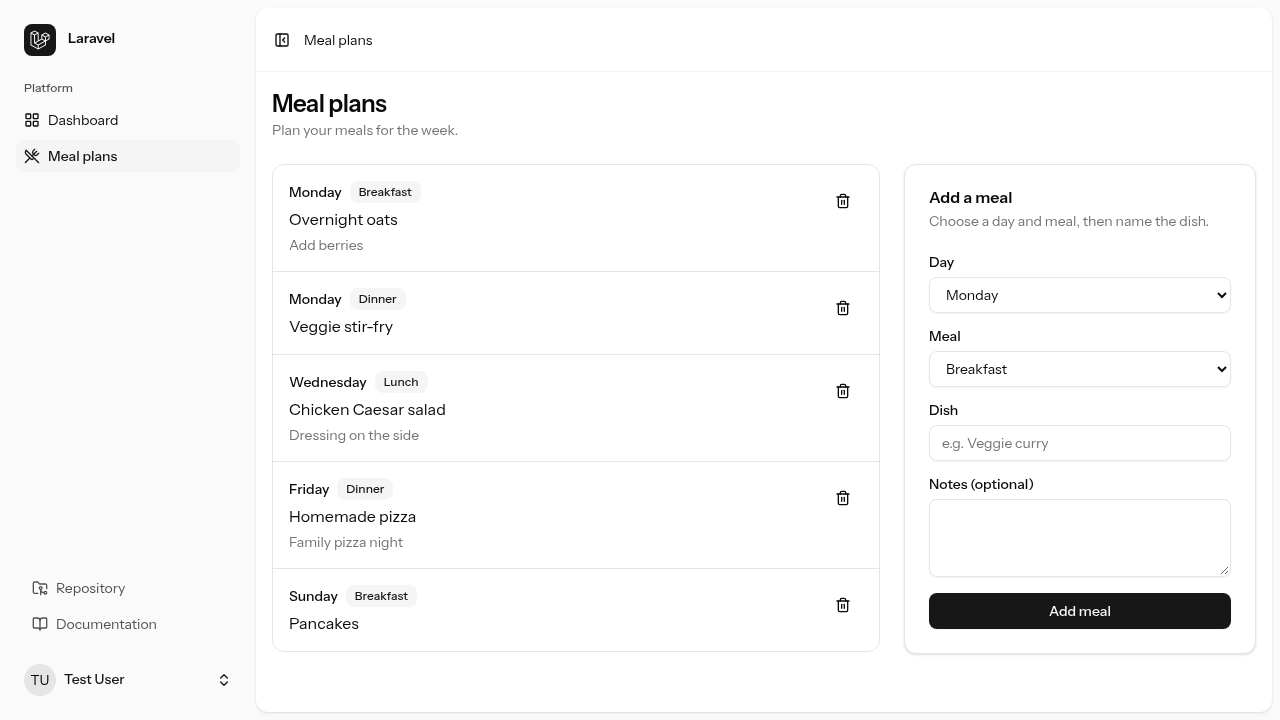 Laravel
Platform
Dashboard
Meal plans
Repository
Documentation
TU
Test User
Meal plans
Meal plans
Plan your meals for the week.
Monday Breakfast
Overnight oats
Add berries
Monday Dinner
Veggie stir-fry
Wednesday Lunch
Chicken Caesar salad
Dressing on the side
Friday Dinner
Homemade pizza
Family pizza night
Sunday Breakfast
Pancakes
Add a meal
Choose a day and meal, then name the dish.
Day
Monday
Meal
Breakfast
Dish
e.g. Veggie curry
Notes (optional)
Add meal